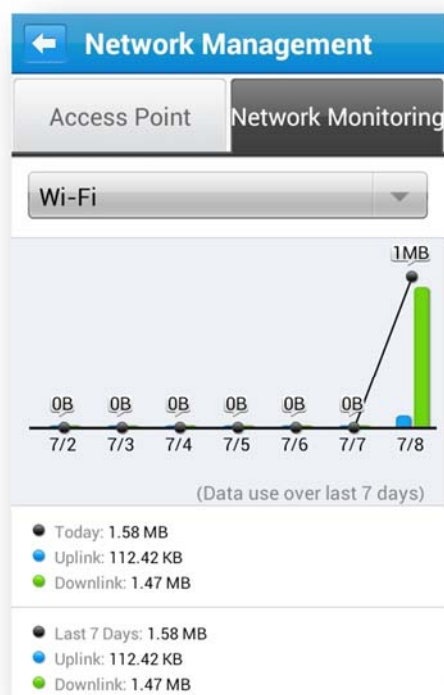 Network Management
Access Point
Network Monitoring
Wi-Fi
1MB
0B 0B 0B 0B 0B 0B
7/2 7/3 7/4 7/5 7/6 7/7 7/8
(Data use over last 7 days)
Today: 1.58 MB
Uplink: 112.42 KB
Downlink: 1.47 MB
Last 7 Days: 1.58 MB
Uplink: 112.42 KB
Downlink: 1.47 MB